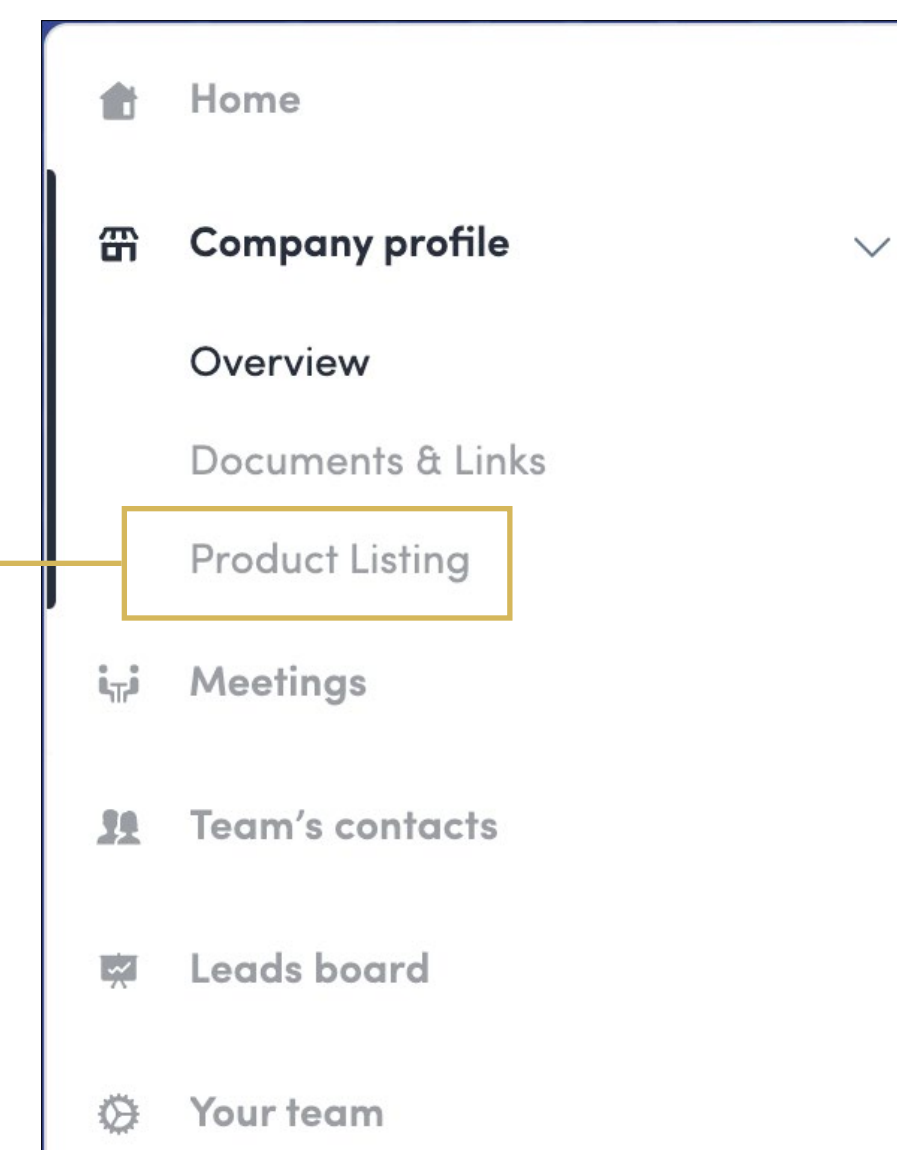 Home
Company profile
Overview
Documents & Links
Product Listing
Meetings
Team’s contacts
Leads board
Your team